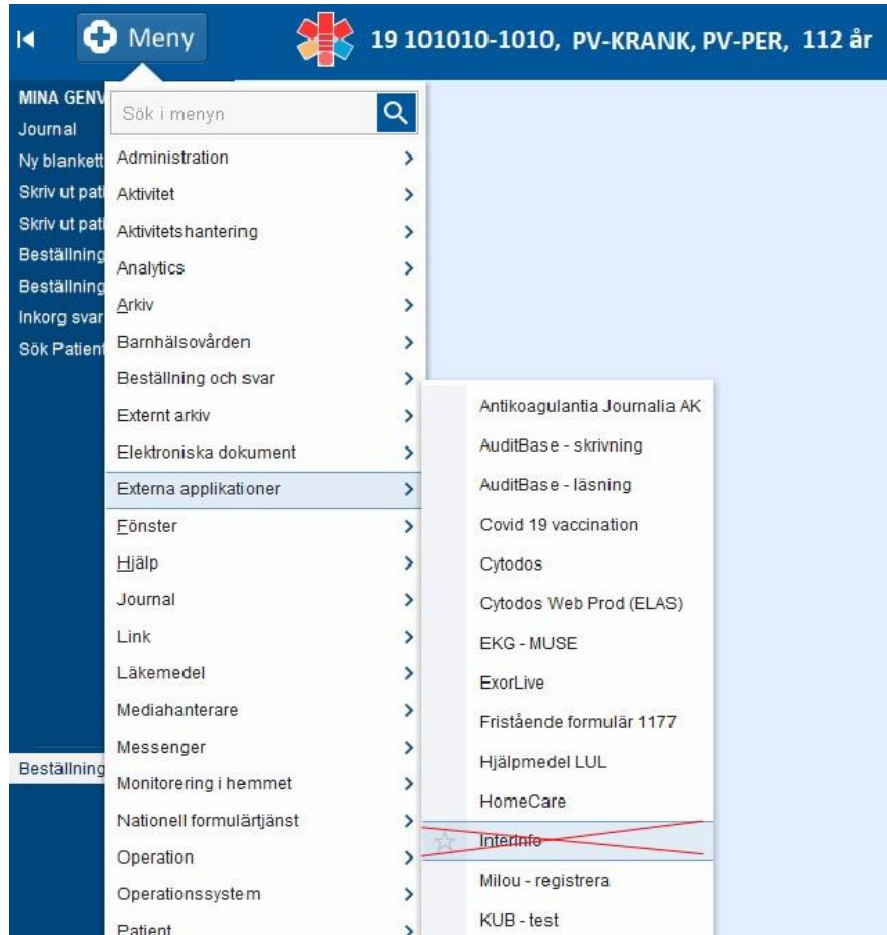 Meny
19 101010-1010, PV-KRANK, PV-PER, 112 år
MINA GENV
Journal
Ny blankett
Skriv ut pati
Skriv ut pati
Beställning
Beställning
Inkorg svar
Sök Patient
Beställning
Sök i menyn
Administration
Aktivitet
Aktivitetshantering
Analytics
Arkiv
Barnhälsovården
Beställning och svar
Externt arkiv
Elektroniska dokument
Externa applikationer
Fönster
Hjälp
Journal
Link
Läkemedel
Mediahanterare
Messenger
Monitorering i hemmet
Nationell formulärtjänst
Operation
Operationssystem
Patient
Antikoagulantia Journalia AK
AuditBase - skrivning
AuditBase - läsning
Covid 19 vaccination
Cytodos
Cytodos Web Prod (ELAS)
EKG - MUSE
ExorLive
Fristående formulär 1177
Hjälpmedel LUL
HomeCare
InterInfo
Milou - registrera
KUB - test